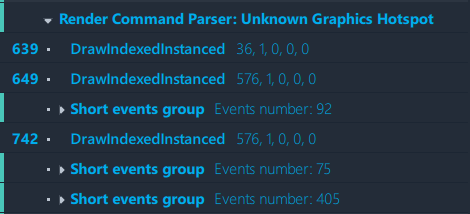 Render Command Parser: Unknown Graphics Hotspot
639 DrawIndexedInstanced 36, 1, 0, 0, 0
649 DrawIndexedInstanced 576, 1, 0, 0, 0
Short events group Events number: 92
742 DrawIndexedInstanced 576, 1, 0, 0, 0
Short events group Events number: 75
Short events group Events number: 405